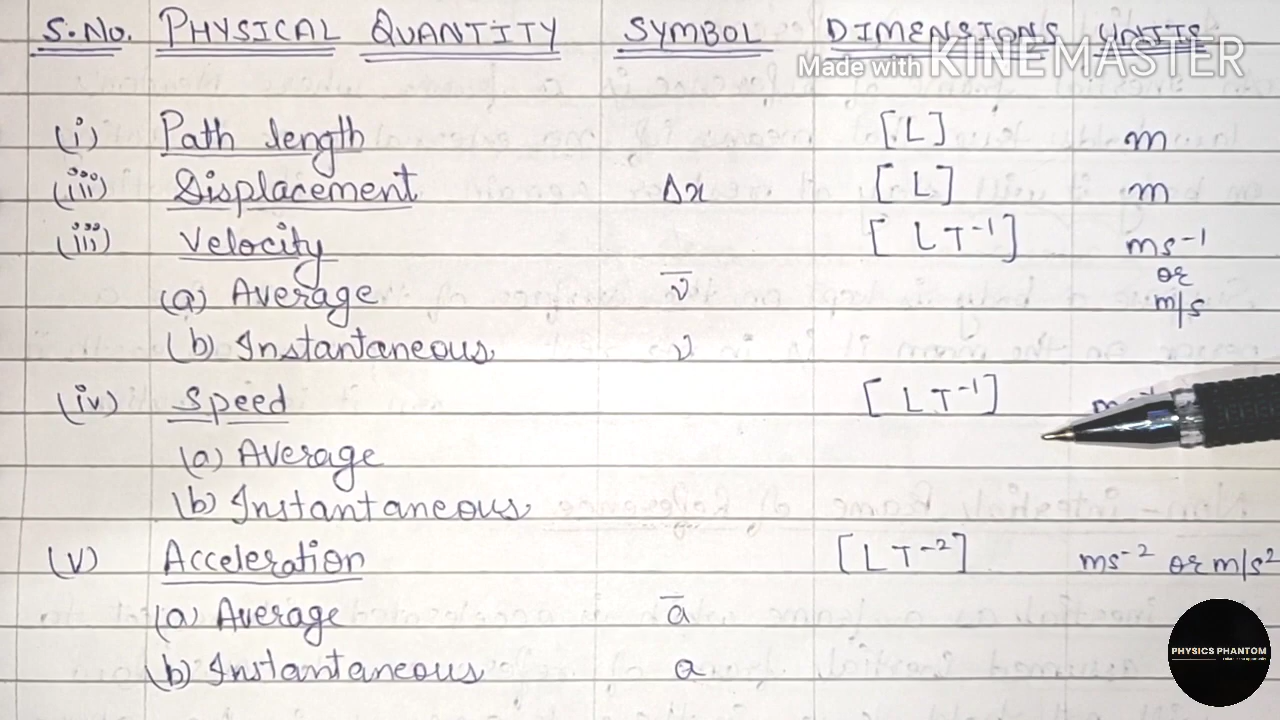 S.No. PHYSICAL QUANTITY SYMBOL DIMENSIONS UNITS
Made with KINEMASTER
(i) Path length [L] m
(iii) Displacement Δx [L] m
(iii) Velocity [LT⁻¹] ms⁻¹
or
(a) Average v̅ m/s
(b) Instantaneous v
(iv) Speed [LT⁻¹]
(a) Average
(b) Instantaneous
(v) Acceleration [LT⁻²] ms⁻² or m/s²
(a) Average a̅
(b) Instantaneous a
PHYSICS PHANTOM